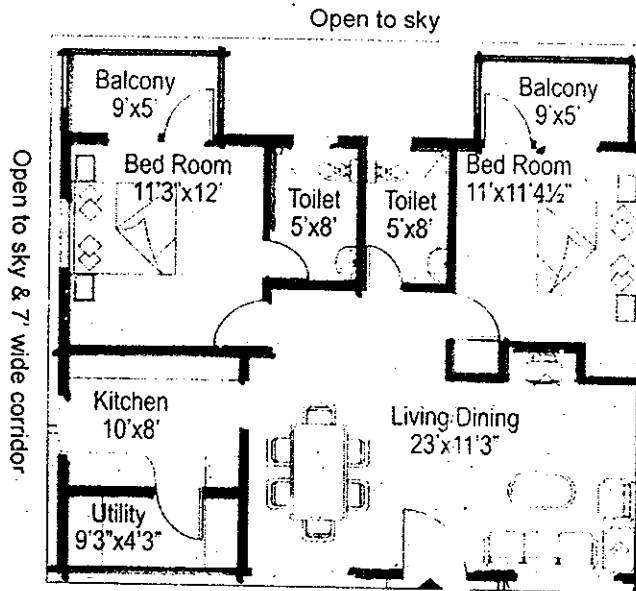 Open to sky
Balcony
9'x5'
Balcony
9'x5'
Bed Room
11'3"x12'
Toilet
5'x8'
Toilet
5'x8'
Bed Room
11'x11'4½"
Open to sky & 7' wide corridor
Kitchen
10'x8'
Living Dining
23'x11'3"
Utility
9'3"x4'3"